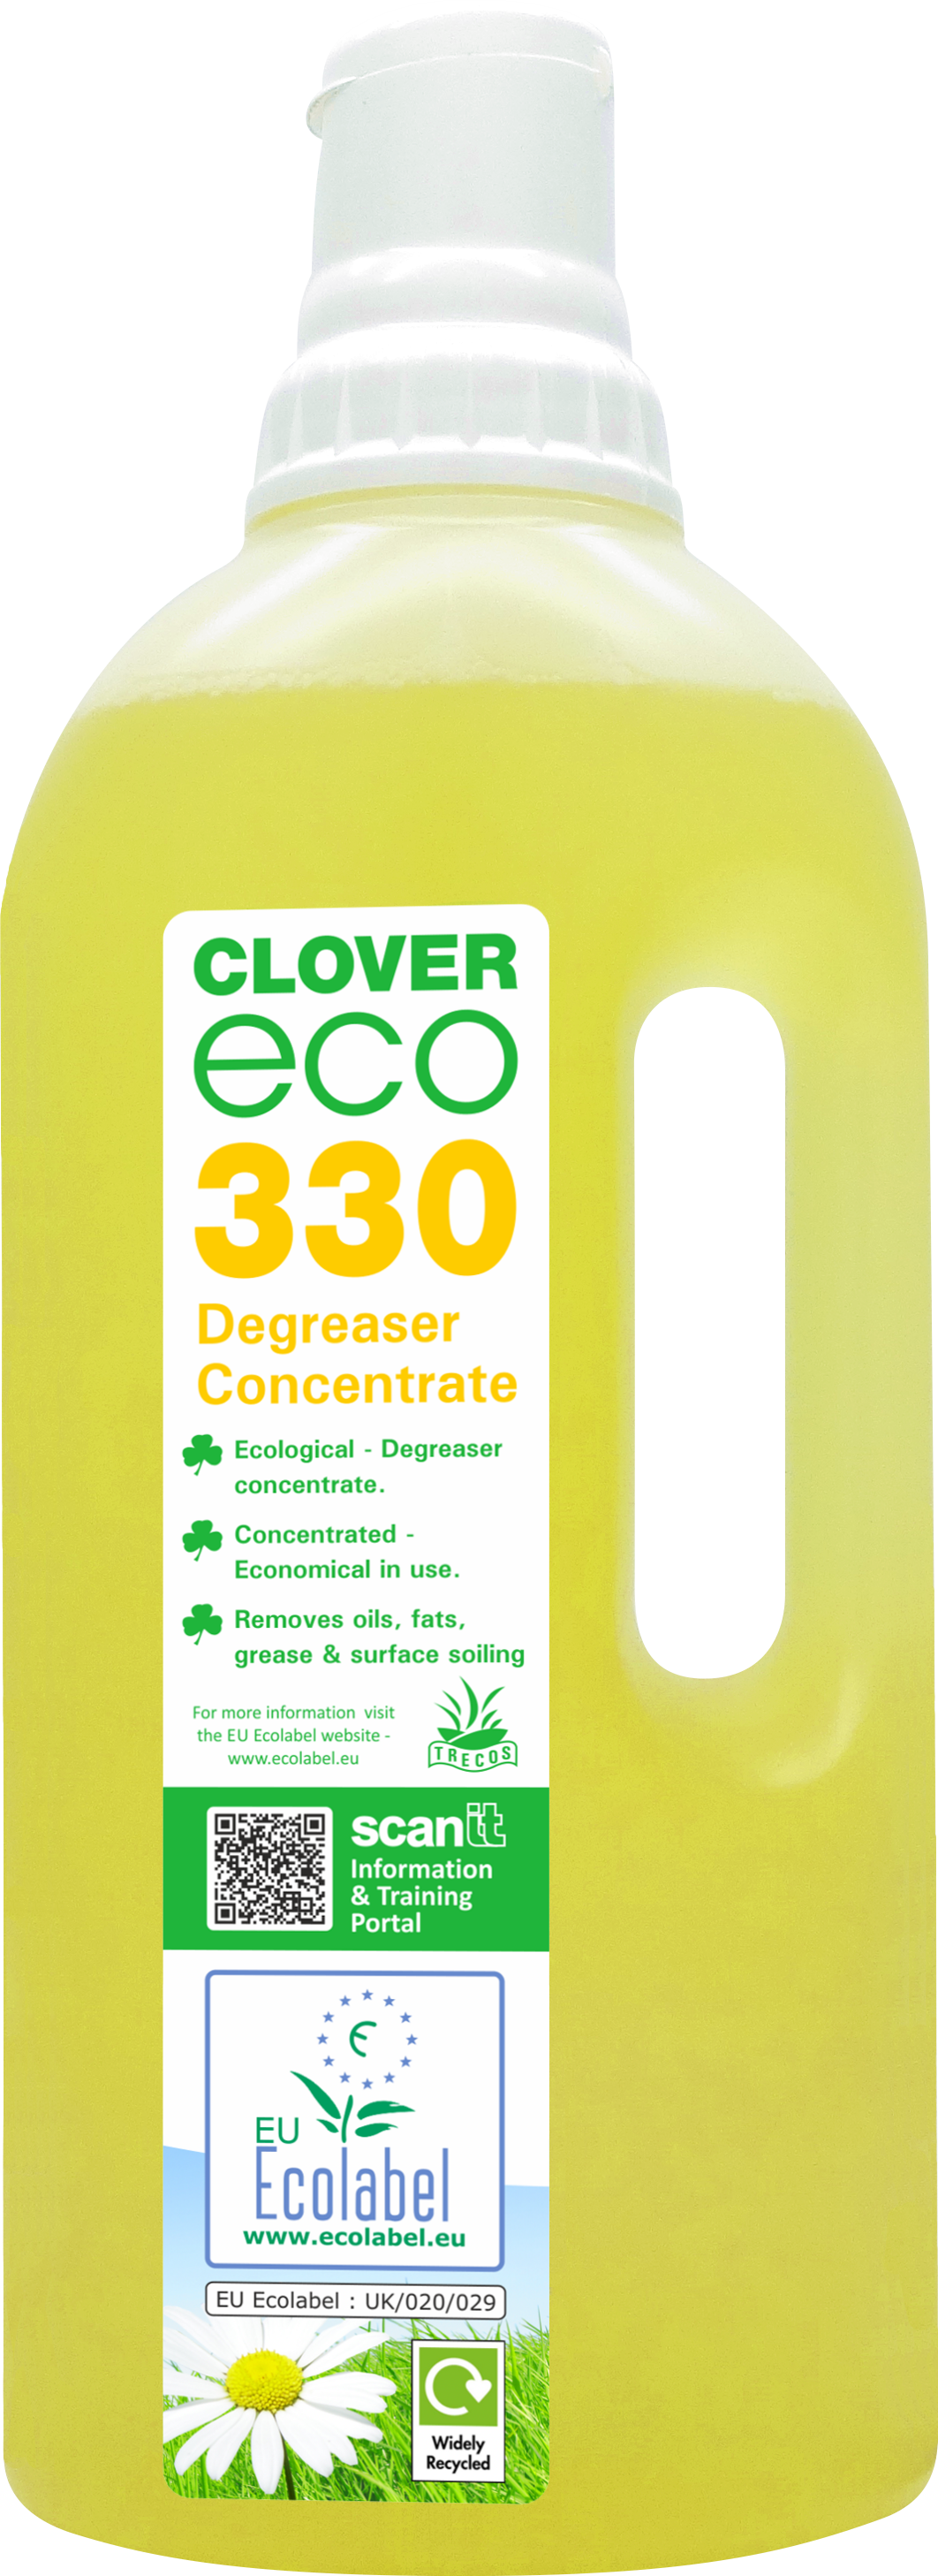 CLOVER
eco
330
Degreaser
Concentrate
Ecological - Degreaser
concentrate.
Concentrated -
Economical in use.
Removes oils, fats,
grease & surface soiling
For more information visit
the EU Ecolabel website -
www.ecolabel.eu
TRECOS
scanit
Information
& Training
Portal
EU
Ecolabel
www.ecolabel.eu
EU Ecolabel : UK/020/029
Widely
Recycled